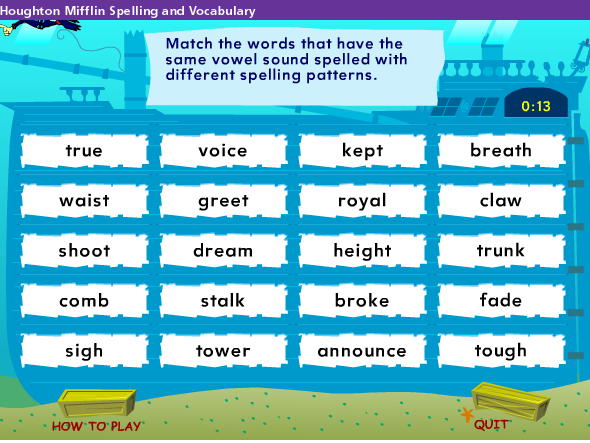 Houghton Mifflin Spelling and Vocabulary
Match the words that have the
same vowel sound spelled with
different spelling patterns.
0:13
true voice kept breath
waist greet royal claw
shoot dream height trunk
comb stalk broke fade
sigh tower announce tough
HOW TO PLAY QUIT